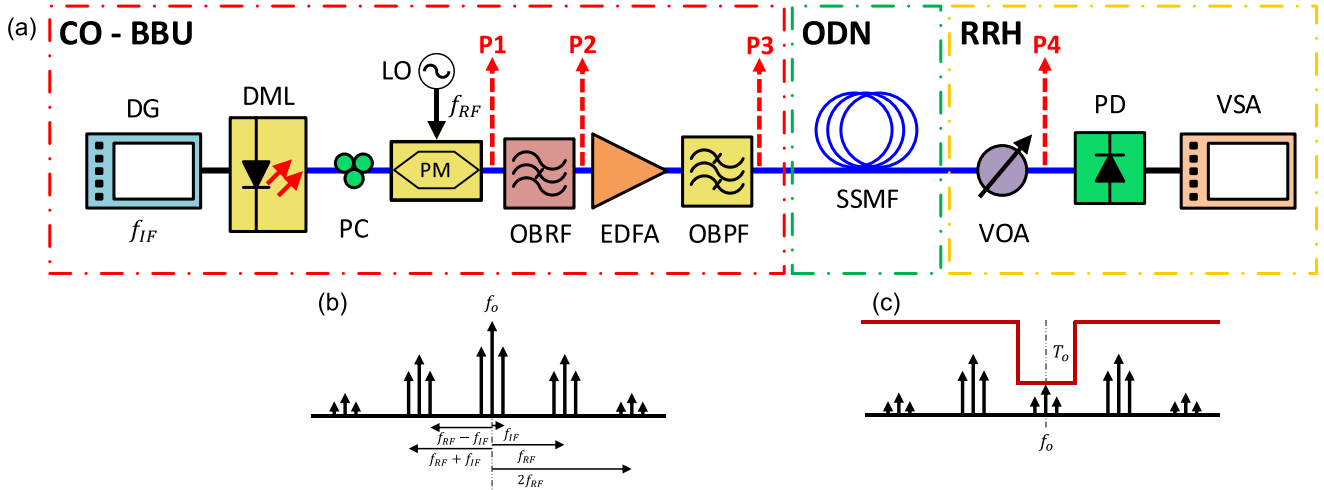 (a)
CO - BBU
ODN
RRH
P1
P2
P3
P4
LO
DG
DML
f_RF
PD
VSA
PM
f_IF
PC
OBRF
EDFA
OBPF
SSMF
VOA
(b)
f_o
f_RF − f_IF
f_IF
f_RF + f_IF
f_RF
2f_RF
(c)
T_o
f_o